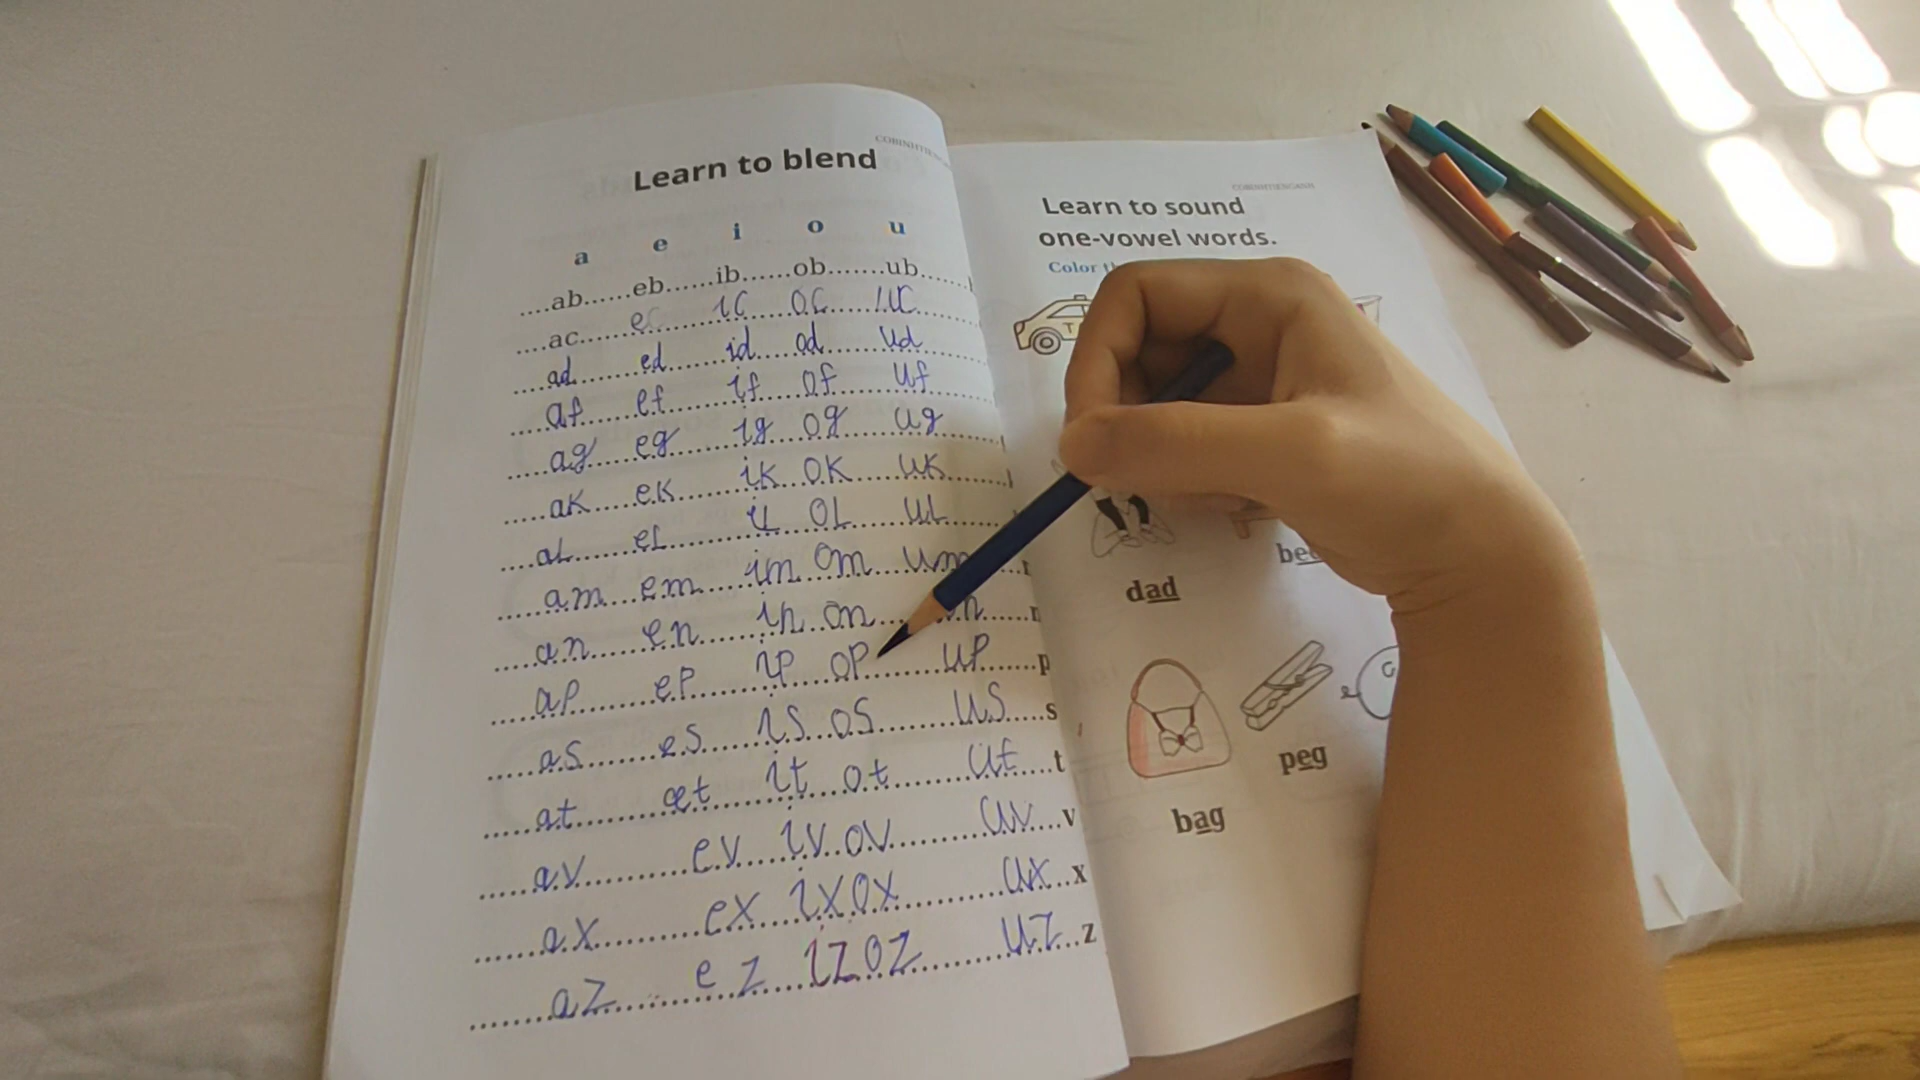 COBINHTIENGANH
Learn to blend
a e i o u
....ab......eb......ib......ob.......ub......
....ac... ec ic oc uc
ad ed id od ud
af ef if of uf
ag eg ig og ug
aK eK iK OK uK
aL eL iL OL uL
am em im om um
an en in on
aP eP iP oP uP p
as es is os us s
at et it ot ut t
av ev iv ov uv v
ax ex ix ox ux x
az e z iz oz uz z
COBINHTIENGANH
Learn to sound
one-vowel words.
Color
T
dad
peg
bag